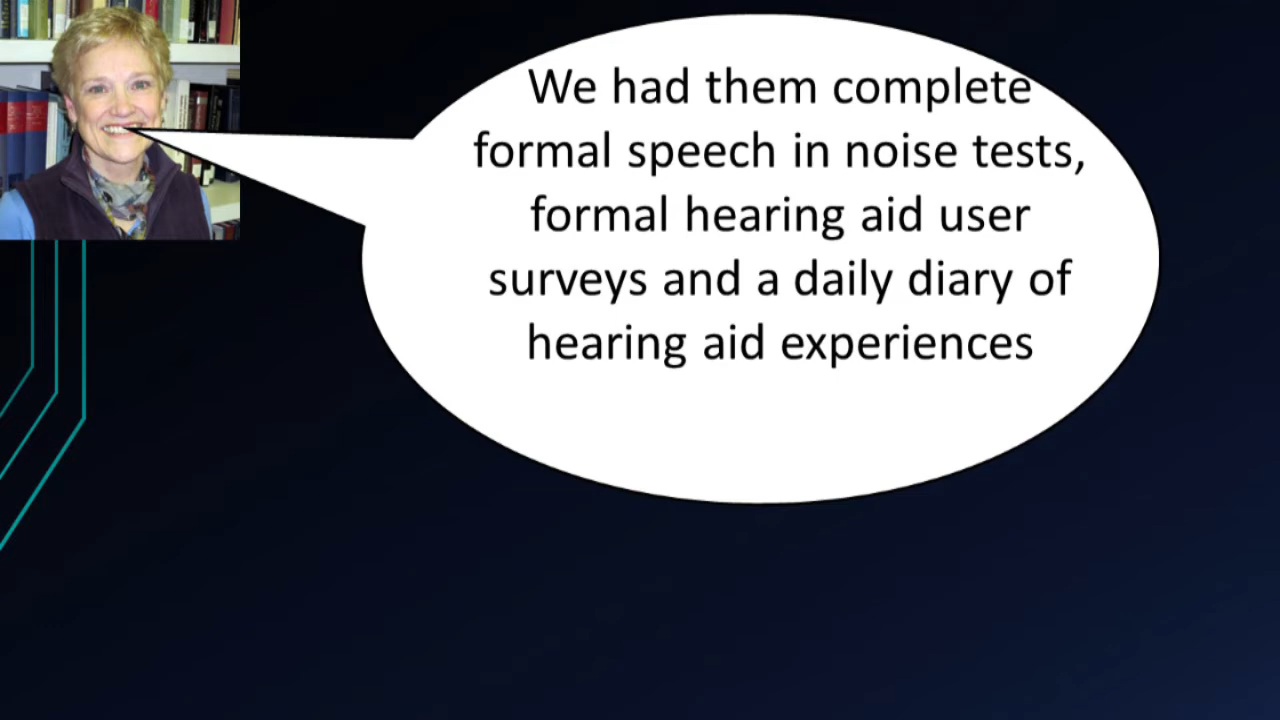 We had them complete
formal speech in noise tests,
formal hearing aid user
surveys and a daily diary of
hearing aid experiences